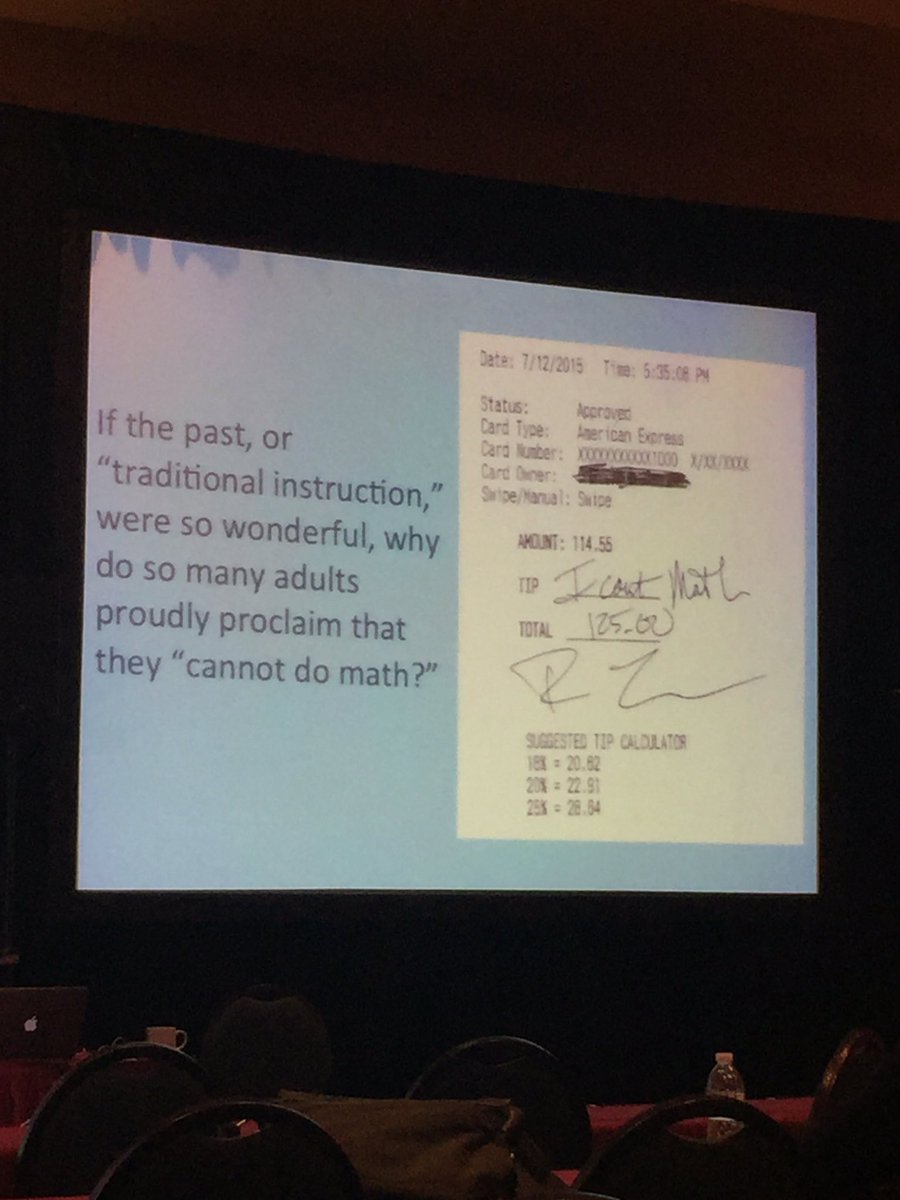 If the past, or
“traditional instruction,”
were so wonderful, why
do so many adults
proudly proclaim that
they “cannot do math?”
Date: 7/12/2015 Time: 5:35:08 PM
Status: Approved
Card Type: American Express
Card Number: XXXXXXXXXXX1000 X/XX/XXXX
Card Owner:
Swipe/Manual: Swipe
AMOUNT: 114.55
TIP I cant Math
TOTAL 125.00
SUGGESTED TIP CALCULATOR
18% = 20.62
20% = 22.91
25% = 28.64